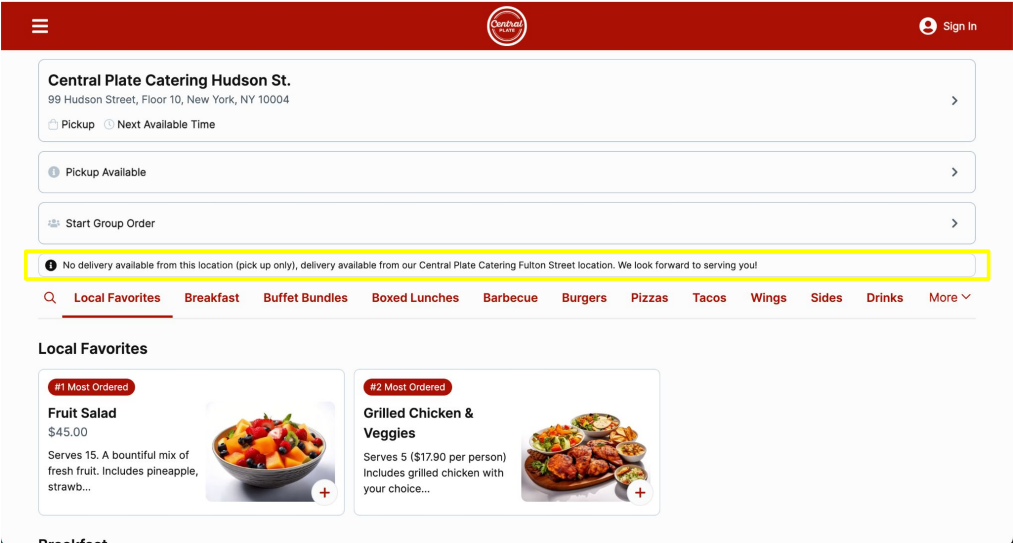 Central
PLATE
Sign In
Central Plate Catering Hudson St.
99 Hudson Street, Floor 10, New York, NY 10004
Pickup Next Available Time
Pickup Available
Start Group Order
No delivery available from this location (pick up only), delivery available from our Central Plate Catering Fulton Street location. We look forward to serving you!
Local Favorites Breakfast Buffet Bundles Boxed Lunches Barbecue Burgers Pizzas Tacos Wings Sides Drinks More
Local Favorites
#1 Most Ordered
Fruit Salad
$45.00
Serves 15. A bountiful mix of
fresh fruit. Includes pineapple,
strawb...
#2 Most Ordered
Grilled Chicken &
Veggies
Serves 5 ($17.90 per person)
Includes grilled chicken with
your choice...